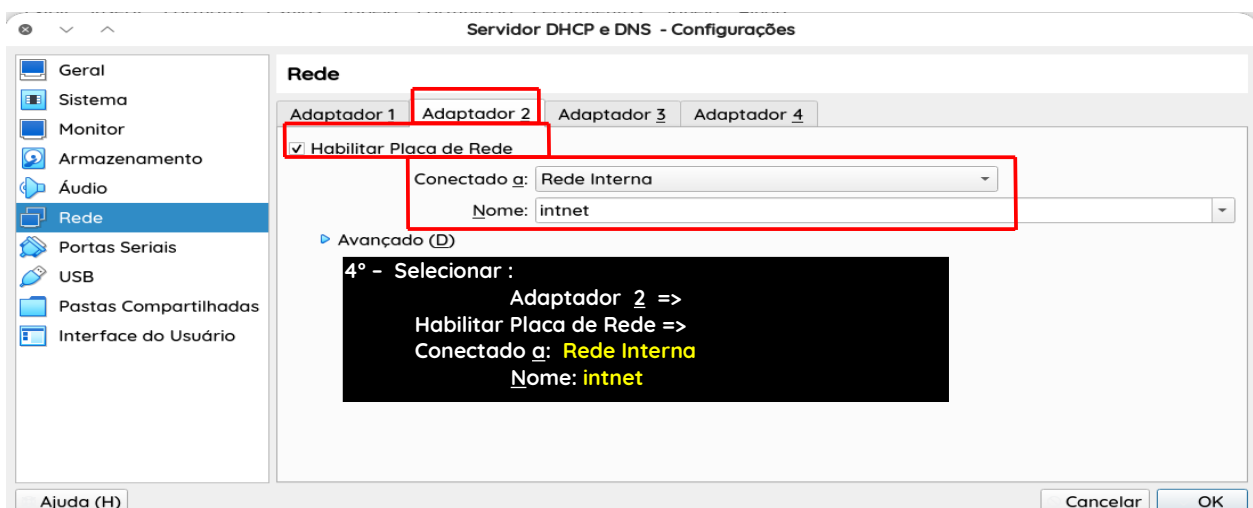 Servidor DHCP e DNS - Configurações
Geral
Sistema
Monitor
Armazenamento
Áudio
Rede
Portas Seriais
USB
Pastas Compartilhadas
Interface do Usuário
Rede
Adaptador 1 Adaptador 2 Adaptador 3 Adaptador 4
Habilitar Placa de Rede
Conectado a: Rede Interna
Nome: intnet
Avançado (D)
4° - Selecionar :
Adaptador 2 =>
Habilitar Placa de Rede =>
Conectado a: Rede Interna
Nome: intnet
Ajuda (H) Cancelar OK